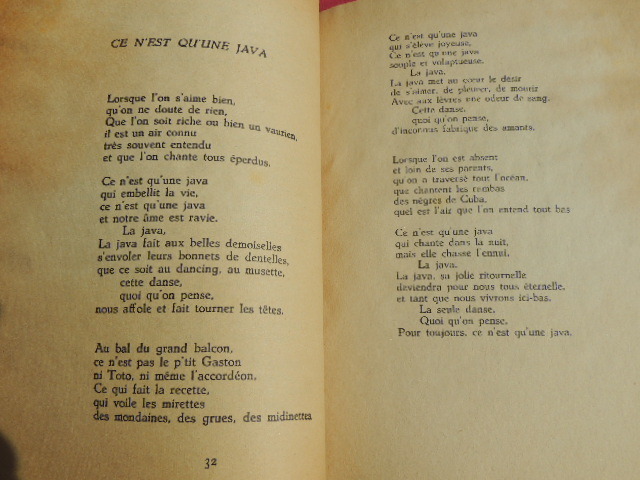 CE N'EST QU'UNE JAVA
Lorsque l'on s'aime bien,
qu'on ne doute de rien,
Que l'on soit riche ou bien un vaurien,
il est un air connu
très souvent entendu
et que l'on chante tous éperdus.
Ce n'est qu'une java
qui embellit la vie,
ce n'est qu'une java
et notre âme est ravie.
La java,
La java fait aux belles demoiselles
s'envoler leurs bonnets de dentelles,
que ce soit au dancing, au musette,
cette danse,
quoi qu'on pense,
nous affole et fait tourner les têtes.
Au bal du grand balcon,
ce n'est pas le p'tit Gaston
ni Toto, ni même l'accordéon,
Ce qui fait la recette,
qui voile les mirettes
des mondaines, des grues, des midinettes
32
Ce n'est qu'une java
qui s'élève joyeuse,
Ce n'est qu'une java
souple et voluptueuse.
La java,
La java met au cœur le désir
de s'aimer, de pleurer, de mourir
Avec aux lèvres une odeur de sang.
Cette danse,
quoi qu'on pense,
d'inconnus fabrique des amants.
Lorsque l'on est absent
et loin de ses parents,
qu'on a traversé tout l'océan,
que chantent les rumbas
des nègres de Cuba,
quel est l'air que l'on entend tout bas
Ce n'est qu'une java
qui chante dans la nuit,
mais elle chasse l'ennui.
La java,
La java, sa jolie ritournelle
deviendra pour nous tous éternelle,
et tant que nous vivrons ici-bas.
La seule danse,
Quoi qu'on pense,
Pour toujours, ce n'est qu'une java.